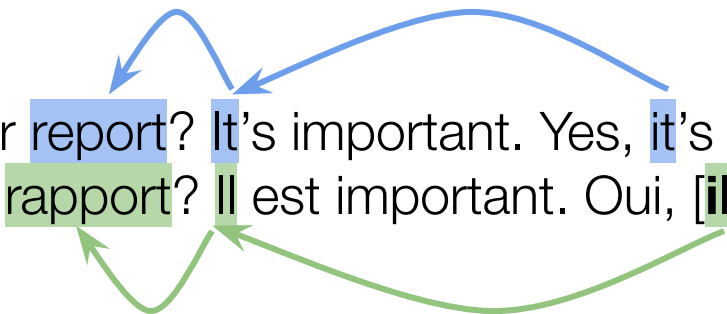 r report? It's important. Yes, it's
rapport? Il est important. Oui, [il